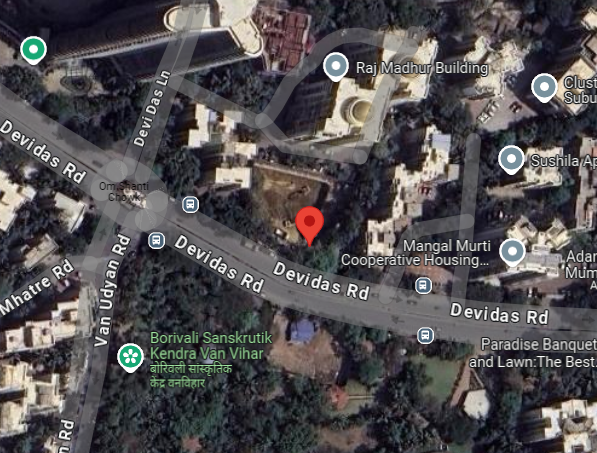 Raj Madhur Building
Clust
Subu
DeviDas Ln
Devidas Rd
Sushila Ap
Om Shanti
Chowk
Mangal Murti
Cooperative Housing...
Adar
Mum
A
Devidas Rd
Devidas Rd
Devidas Rd
Mhatre Rd
Van Udyan Rd
Borivali Sanskrutik
Kendra Van Vihar
बोरिवली सांस्कृतिक
केंद्र वनविहार
Paradise Banquet
and Lawn:The Best.
n Rd